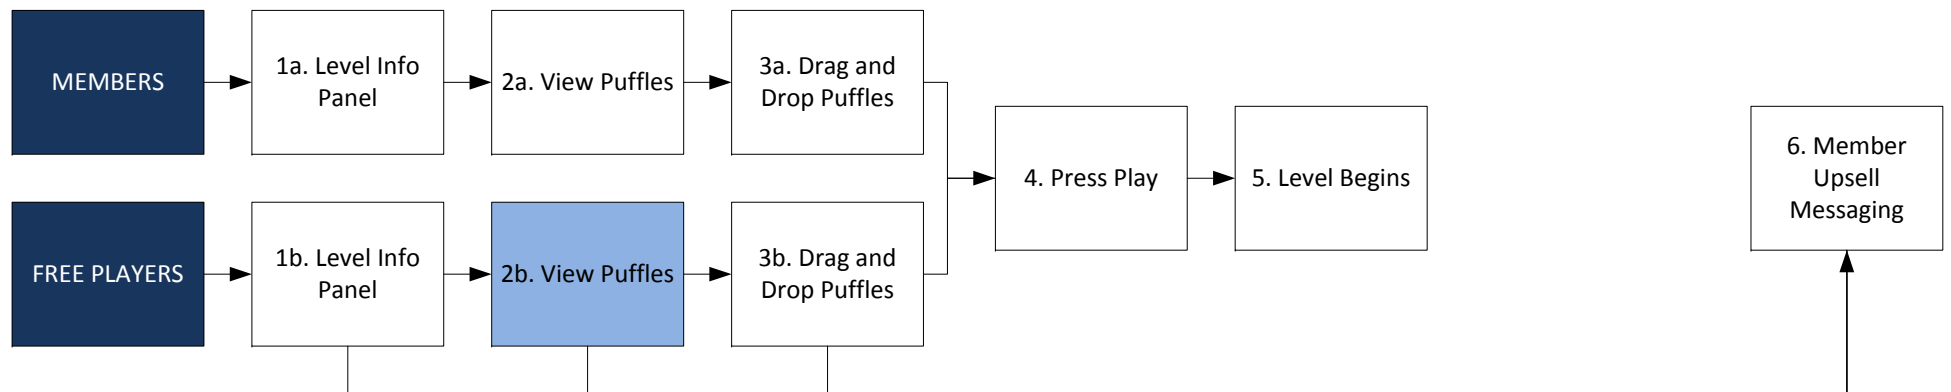 MEMBERS
1a. Level Info
Panel
2a. View Puffles
3a. Drag and
Drop Puffles
4. Press Play
5. Level Begins
6. Member
Upsell
Messaging
FREE PLAYERS
1b. Level Info
Panel
2b. View Puffles
3b. Drag and
Drop Puffles